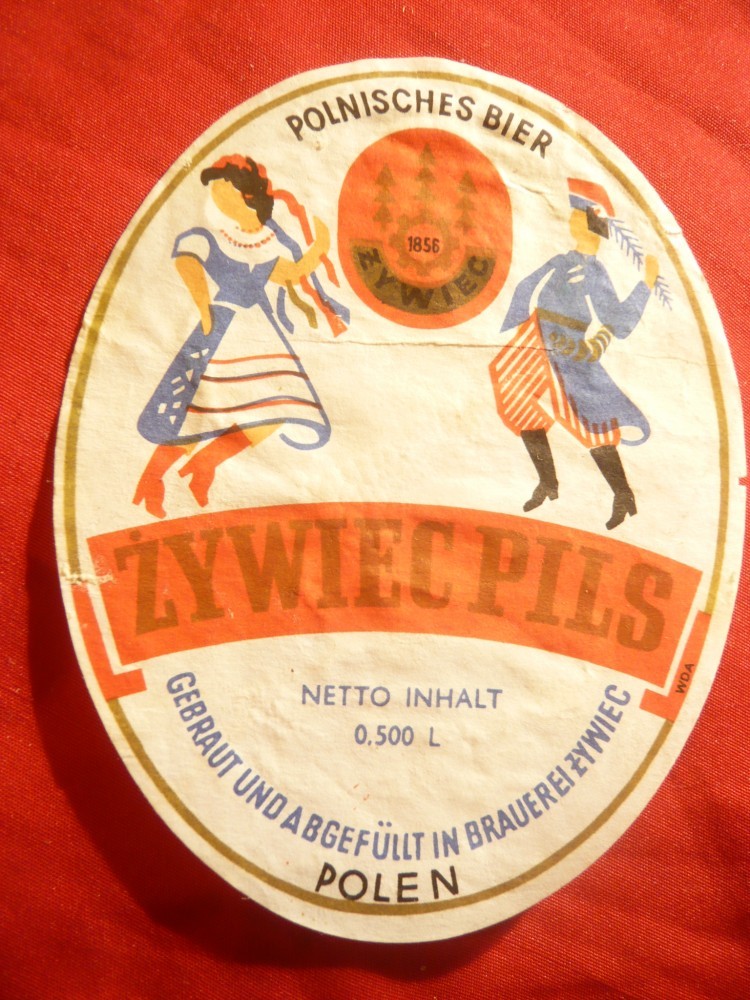 POLNISCHES BIER
1856
ŻYWIEC
ŻYWIEC PILS
WDA
NETTO INHALT
0,500 L
GEBRAUT UND ABGEFÜLLT IN BRAUEREI ŻYWIEC
POLEN